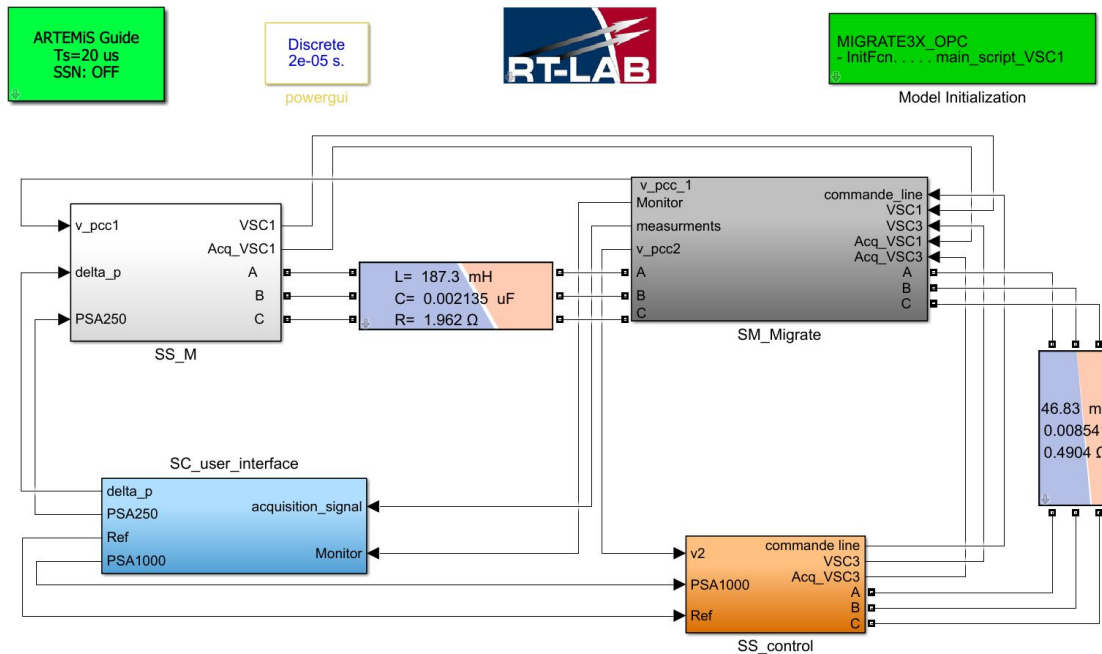 ARTEMiS Guide
Ts=20 us
SSN: OFF
Discrete
2e-05 s.
powergui
RT-LAB
MIGRATE3X_OPC
- InitFcn. . . . . main_script_VSC1
Model Initialization
v_pcc1
delta_p
PSA250
VSC1
Acq_VSC1
A
B
C
SS_M
L= 187.3 mH
C= 0.002135 uF
R= 1.962 Ω
v_pcc_1
Monitor
measurments
v_pcc2
A
B
C
commande_line
VSC1
VSC3
Acq_VSC1
Acq_VSC3
A
B
C
SM_Migrate
46.83 m
0.00854
0.4904 Ω
SC_user_interface
delta_p
PSA250
Ref
PSA1000
acquisition_signal
Monitor
v2
PSA1000
Ref
commande line
VSC3
Acq_VSC3
A
B
C
SS_control